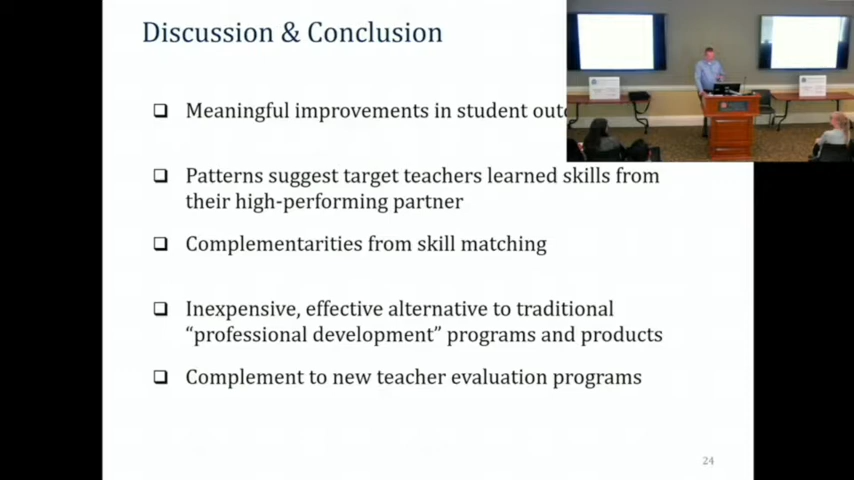 Discussion & Conclusion
❑ Meaningful improvements in student
❑ Patterns suggest target teachers learned skills from
their high-performing partner
❑ Complementarities from skill matching
❑ Inexpensive, effective alternative to traditional
“professional development” programs and products
❑ Complement to new teacher evaluation programs
24